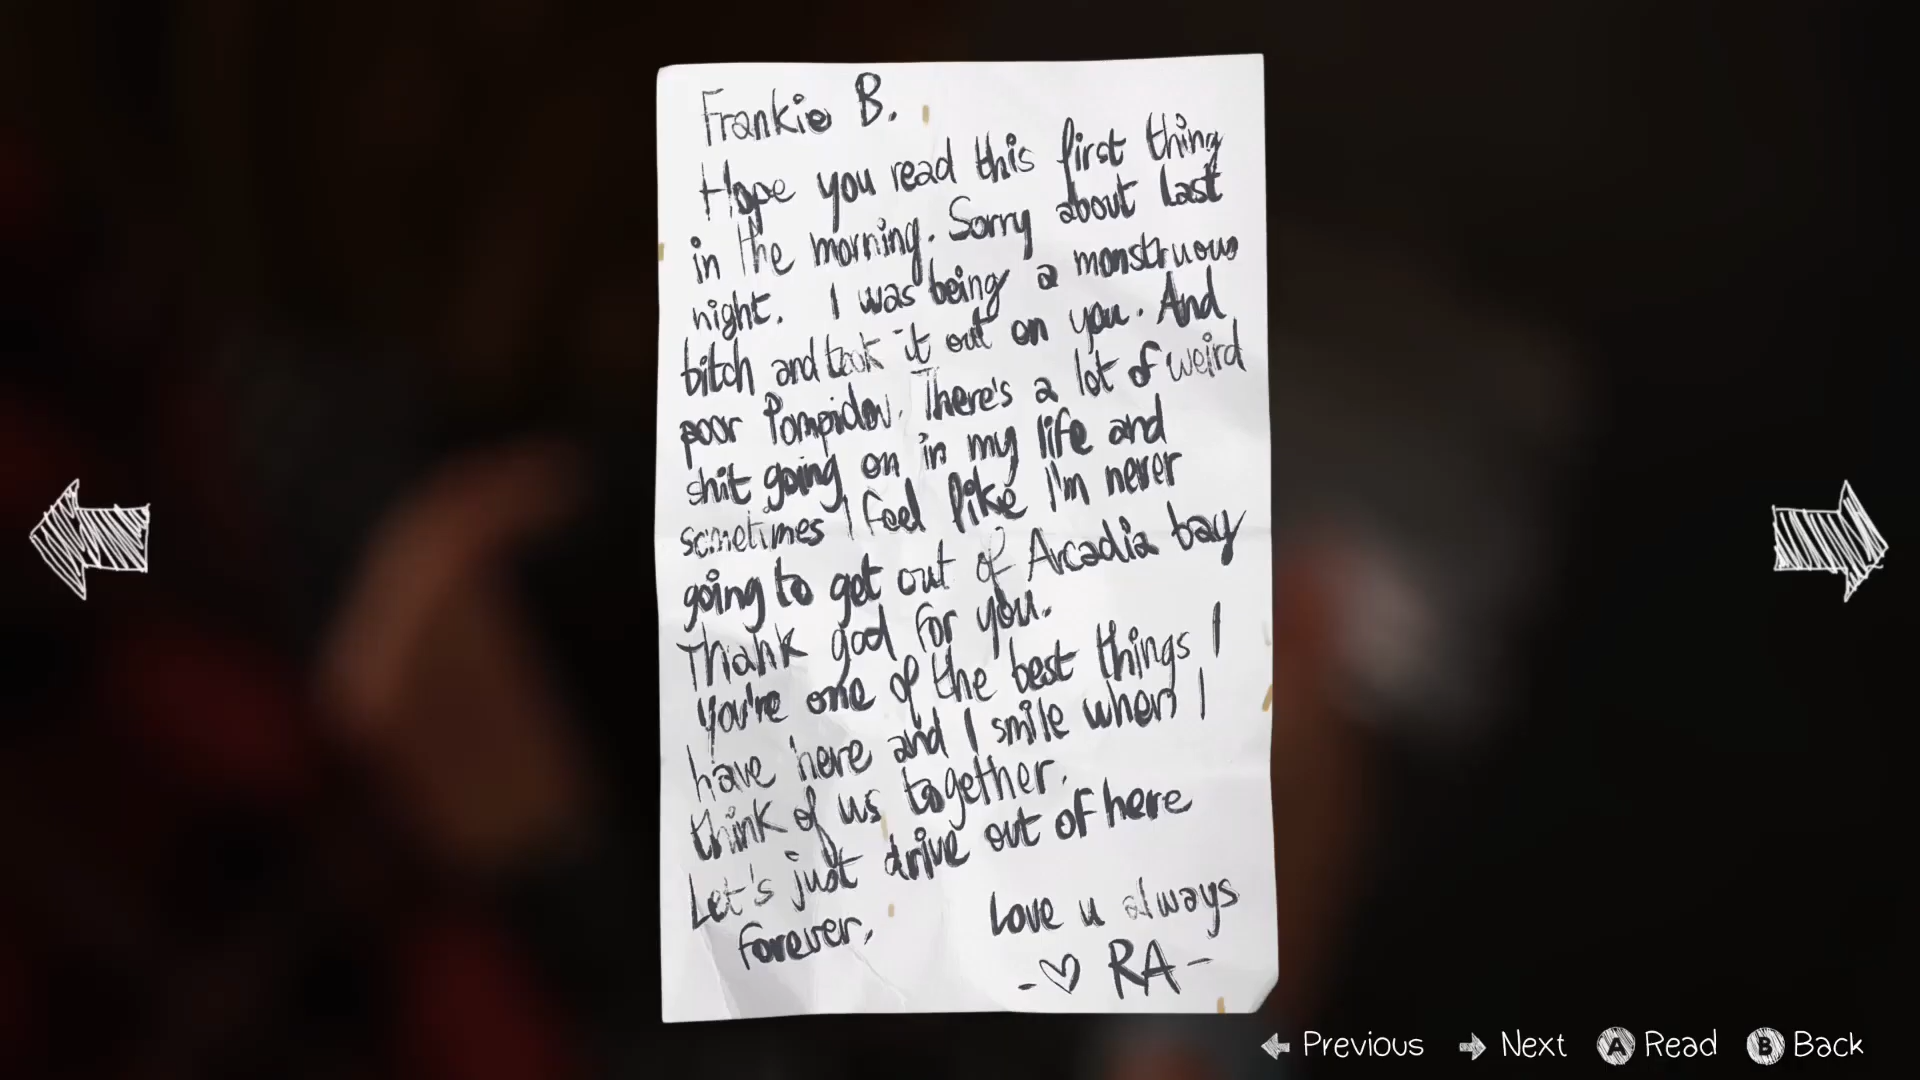 Frankie B.
Hope you read this first thing
in the morning. Sorry about last
night. I was being a monstruous
bitch and took it out on you. And
poor Pompidou. There's a lot of weird
shit going on in my life and
sometimes I feel like I'm never
going to get out of Arcadia bay
Thank god for you.
You're one of the best things I
have here and I smile when I
think of us together.
Let's just drive out of here
forever.
Love u always
-♡ RA-
Previous Next A Read B Back